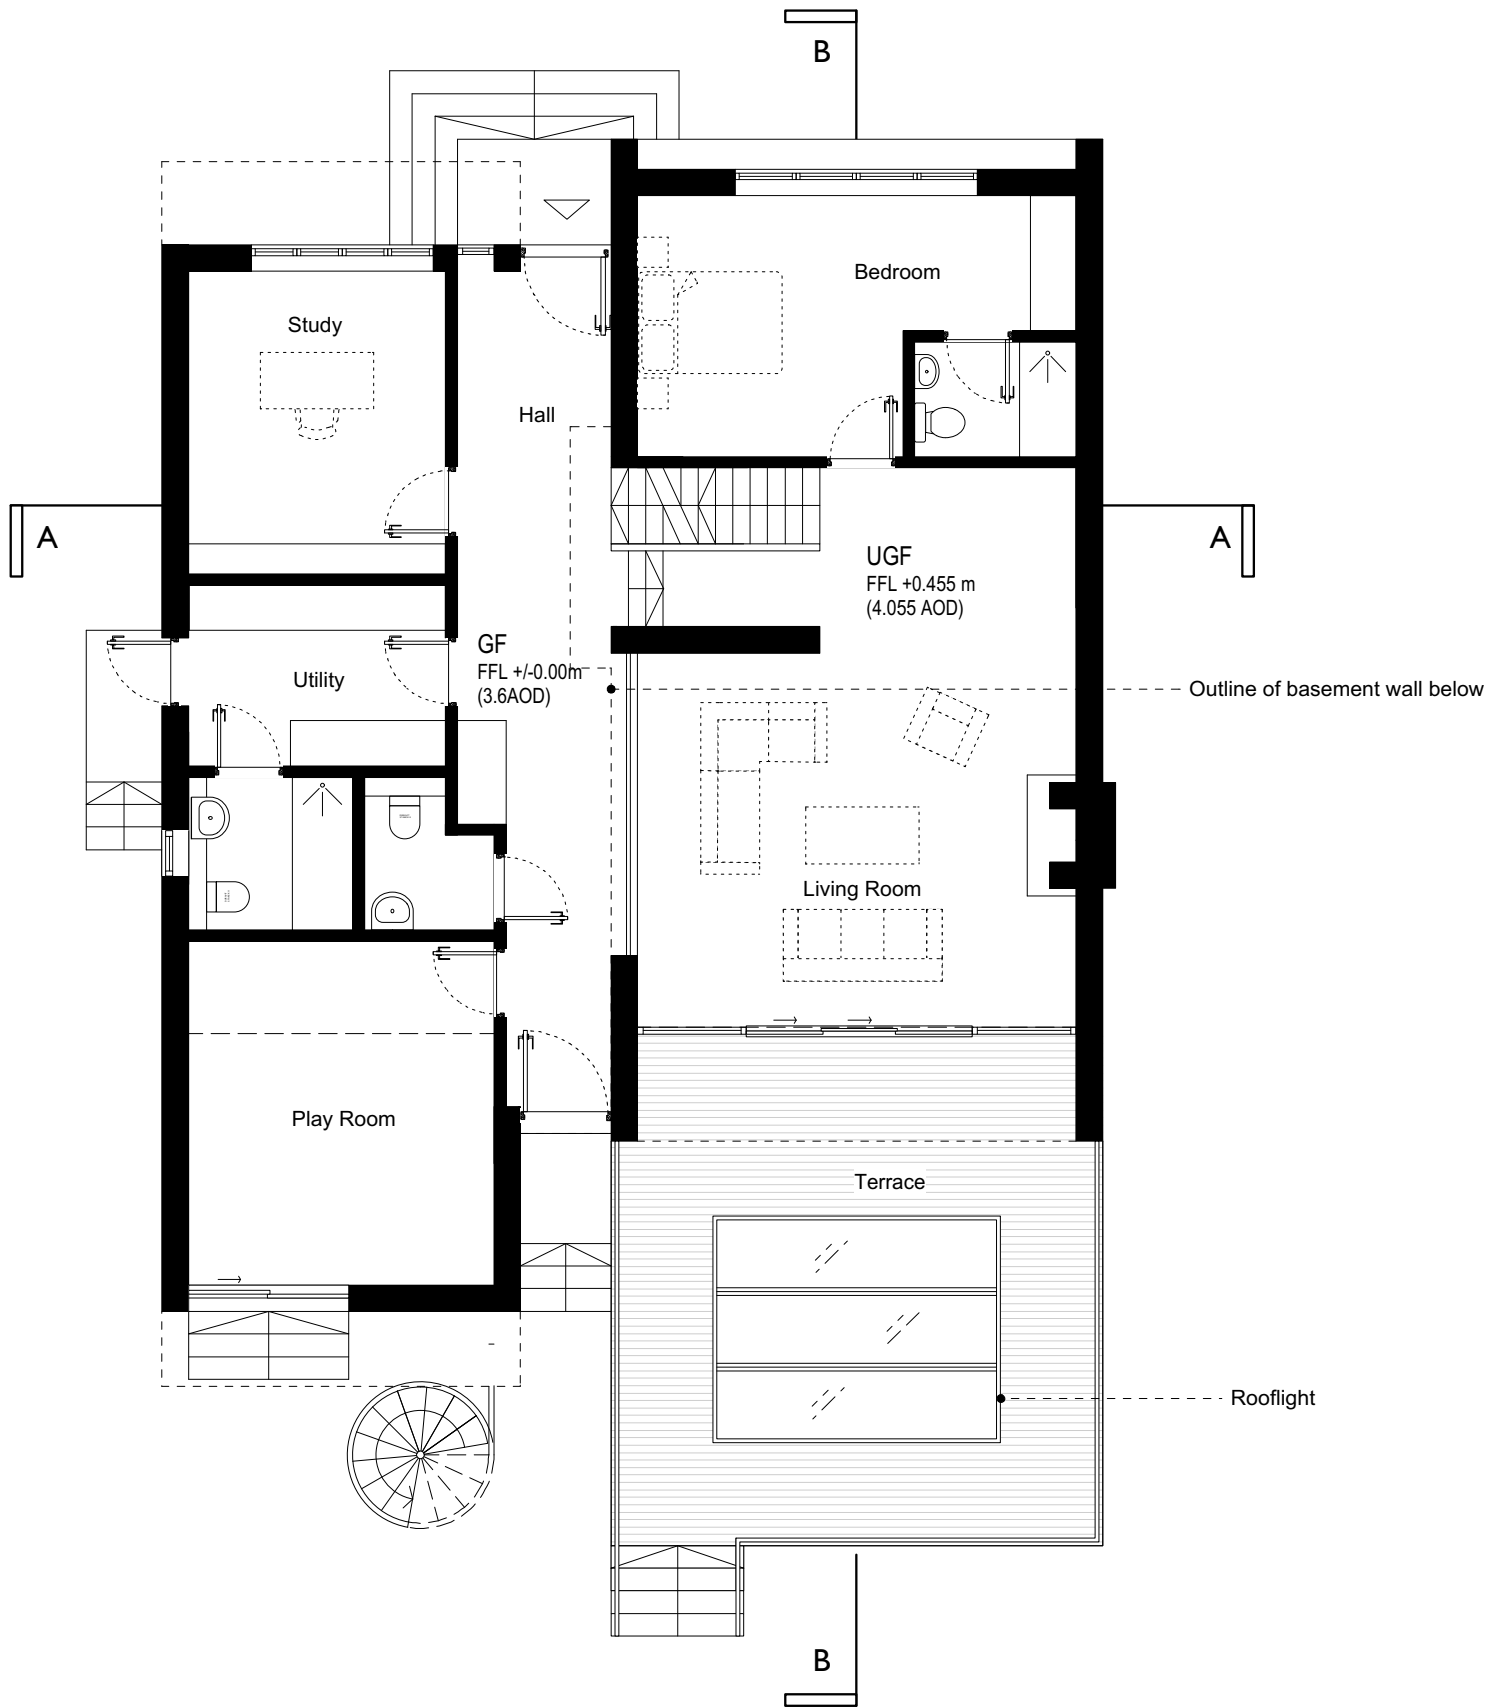 B
Bedroom
Study
Hall
A
A
UGF
FFL +0.455 m
(4.055 AOD)
GF
FFL +/-0.00m
(3.6AOD)
Utility
Outline of basement wall below
Living Room
Play Room
Terrace
Rooflight
B